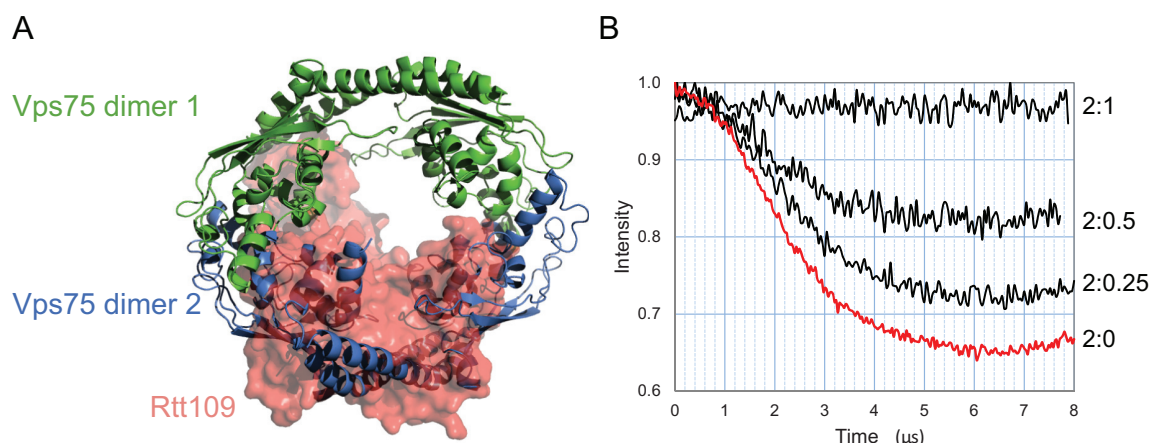 A
Vps75 dimer 1
Vps75 dimer 2
Rtt109
B
Intensity
1.0
0.9
0.8
0.7
0.6
2:1
2:0.5
2:0.25
2:0
0 1 2 3 4 5 6 7 8
Time (µs)